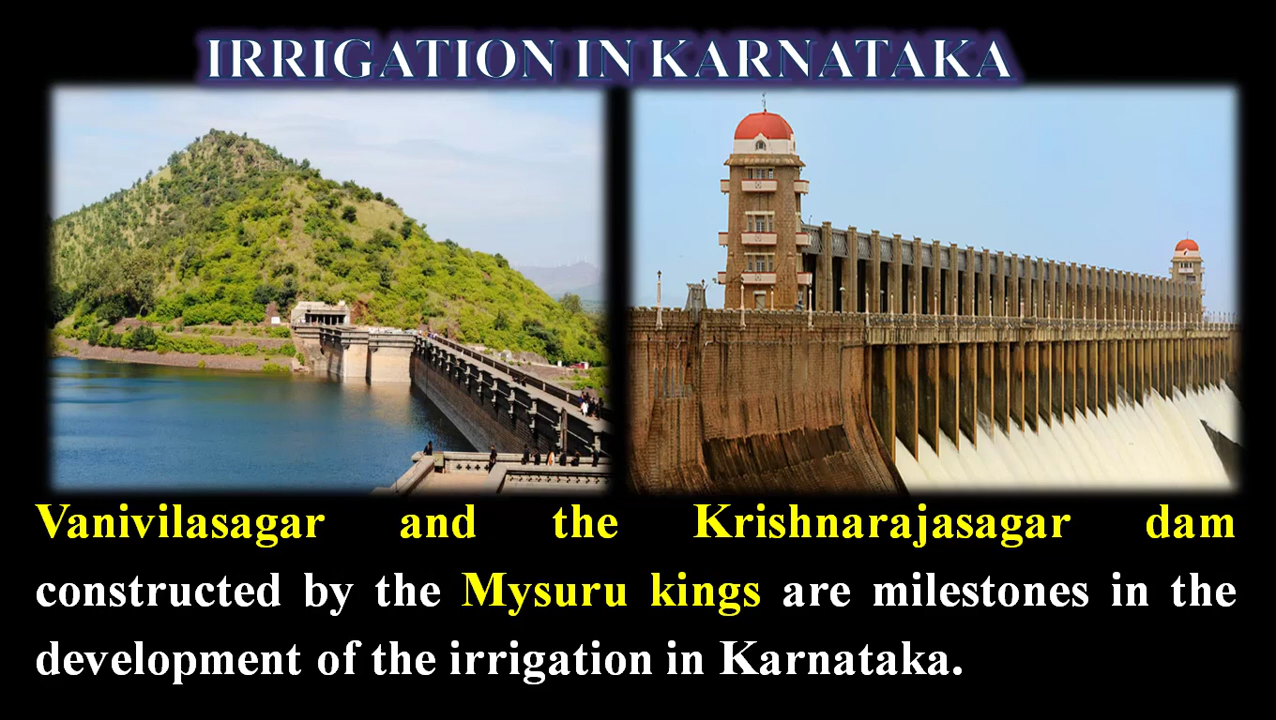 IRRIGATION IN KARNATAKA
Vanivilasagar and the Krishnarajasagar dam
constructed by the Mysuru kings are milestones in the
development of the irrigation in Karnataka.